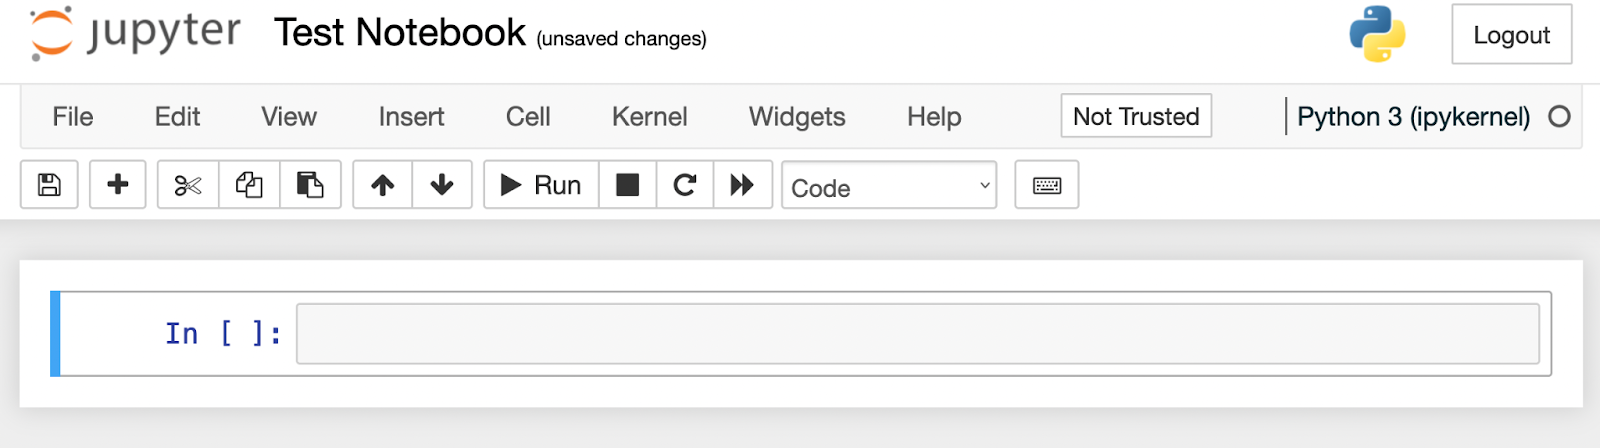 jupyter Test Notebook (unsaved changes) Logout
File Edit View Insert Cell Kernel Widgets Help Not Trusted Python 3 (ipykernel)
Run Code
In [ ]: